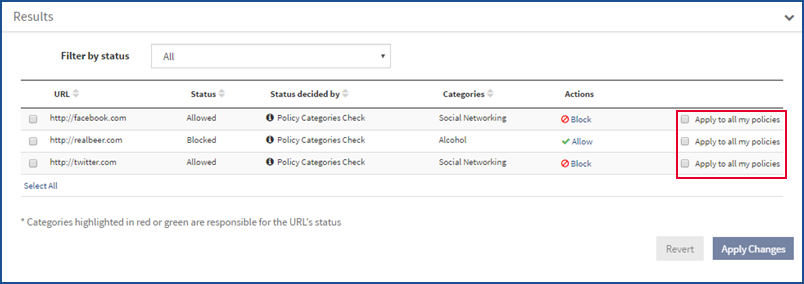 Results
Filter by status All
URL Status Status decided by Categories Actions
http://facebook.com Allowed Policy Categories Check Social Networking Block Apply to all my policies
http://realbeer.com Blocked Policy Categories Check Alcohol Allow Apply to all my policies
http://twitter.com Allowed Policy Categories Check Social Networking Block Apply to all my policies
Select All
* Categories highlighted in red or green are responsible for the URL's status
Revert Apply Changes